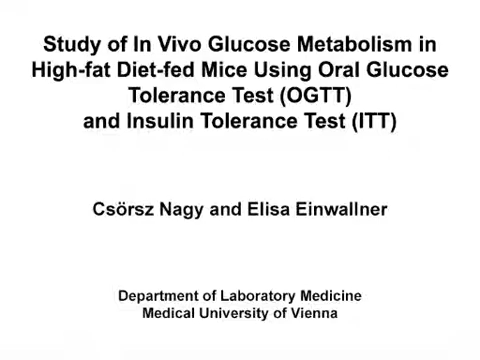 Study of In Vivo Glucose Metabolism in
High-fat Diet-fed Mice Using Oral Glucose
Tolerance Test (OGTT)
and Insulin Tolerance Test (ITT)
Csörsz Nagy and Elisa Einwallner
Department of Laboratory Medicine
Medical University of Vienna